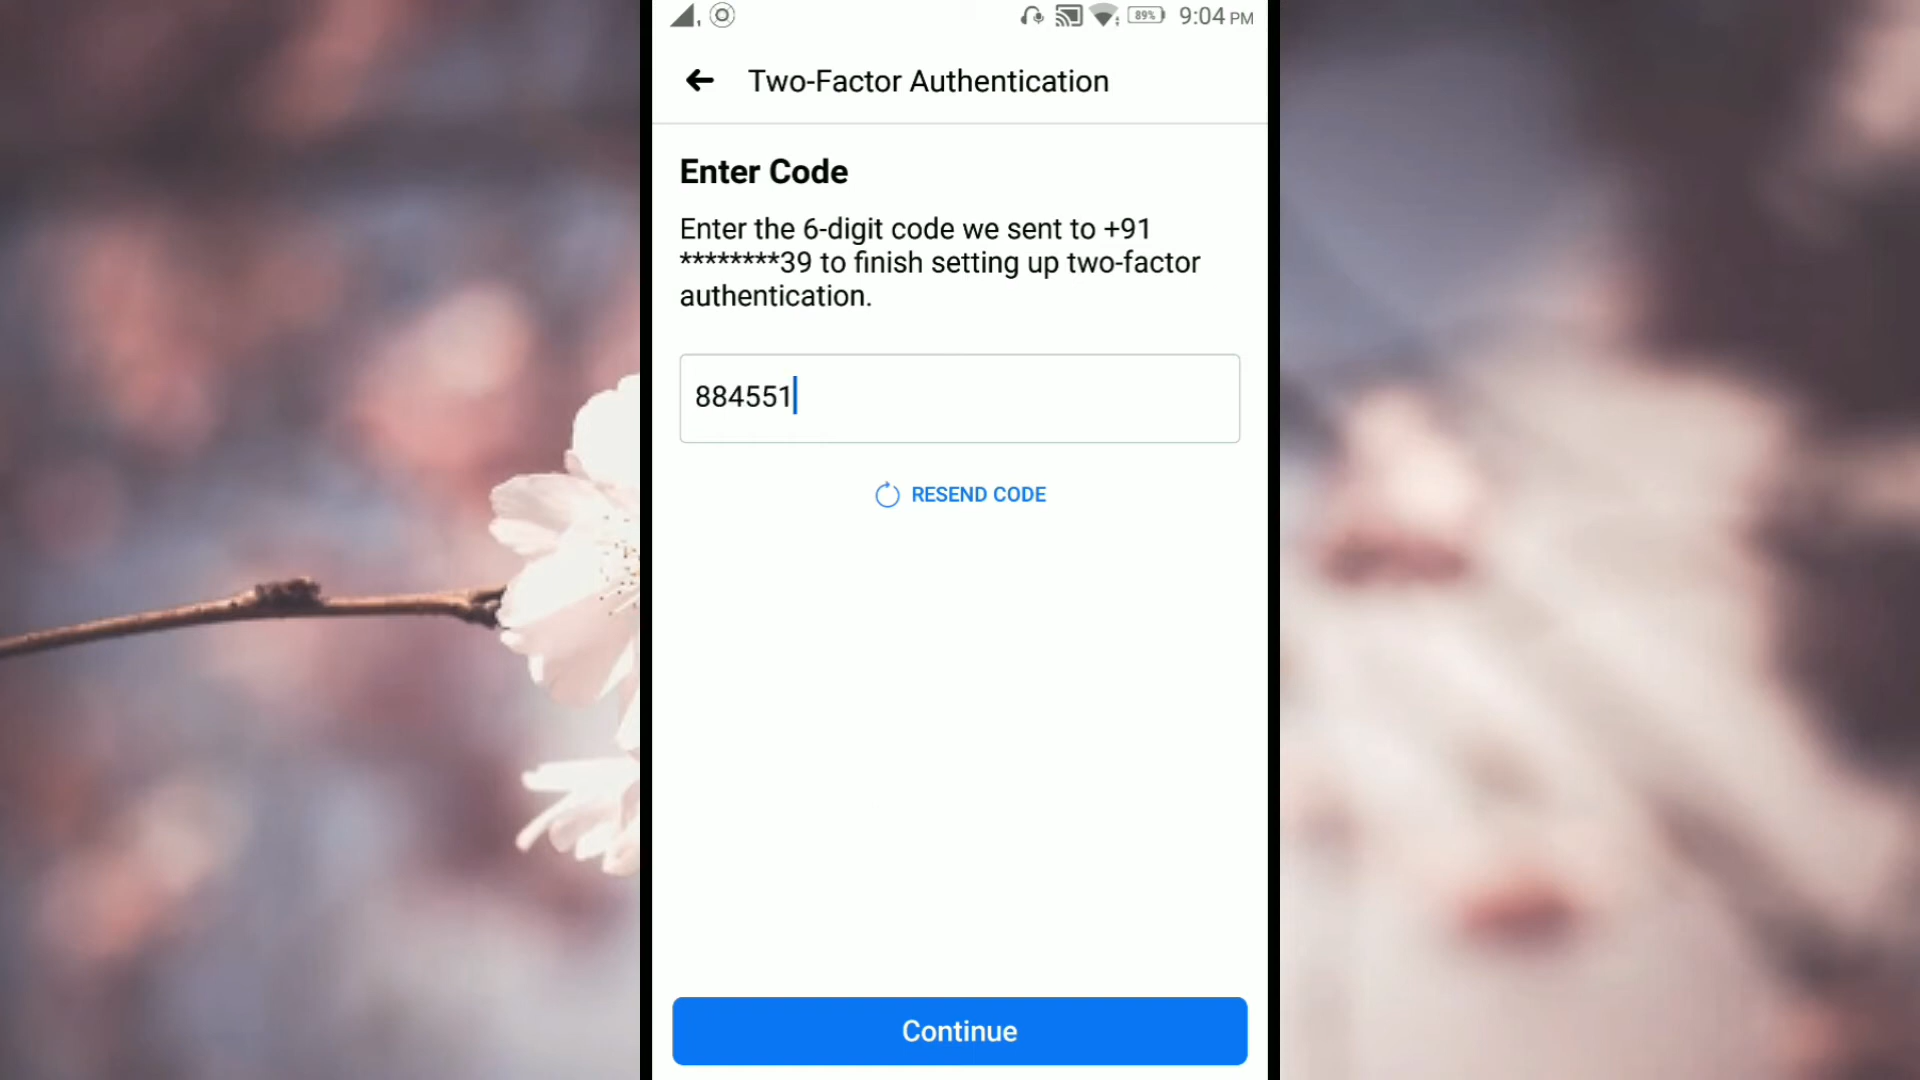 89% 9:04 PM
Two-Factor Authentication
Enter Code
Enter the 6-digit code we sent to +91
********39 to finish setting up two-factor
authentication.
884551
RESEND CODE
Continue